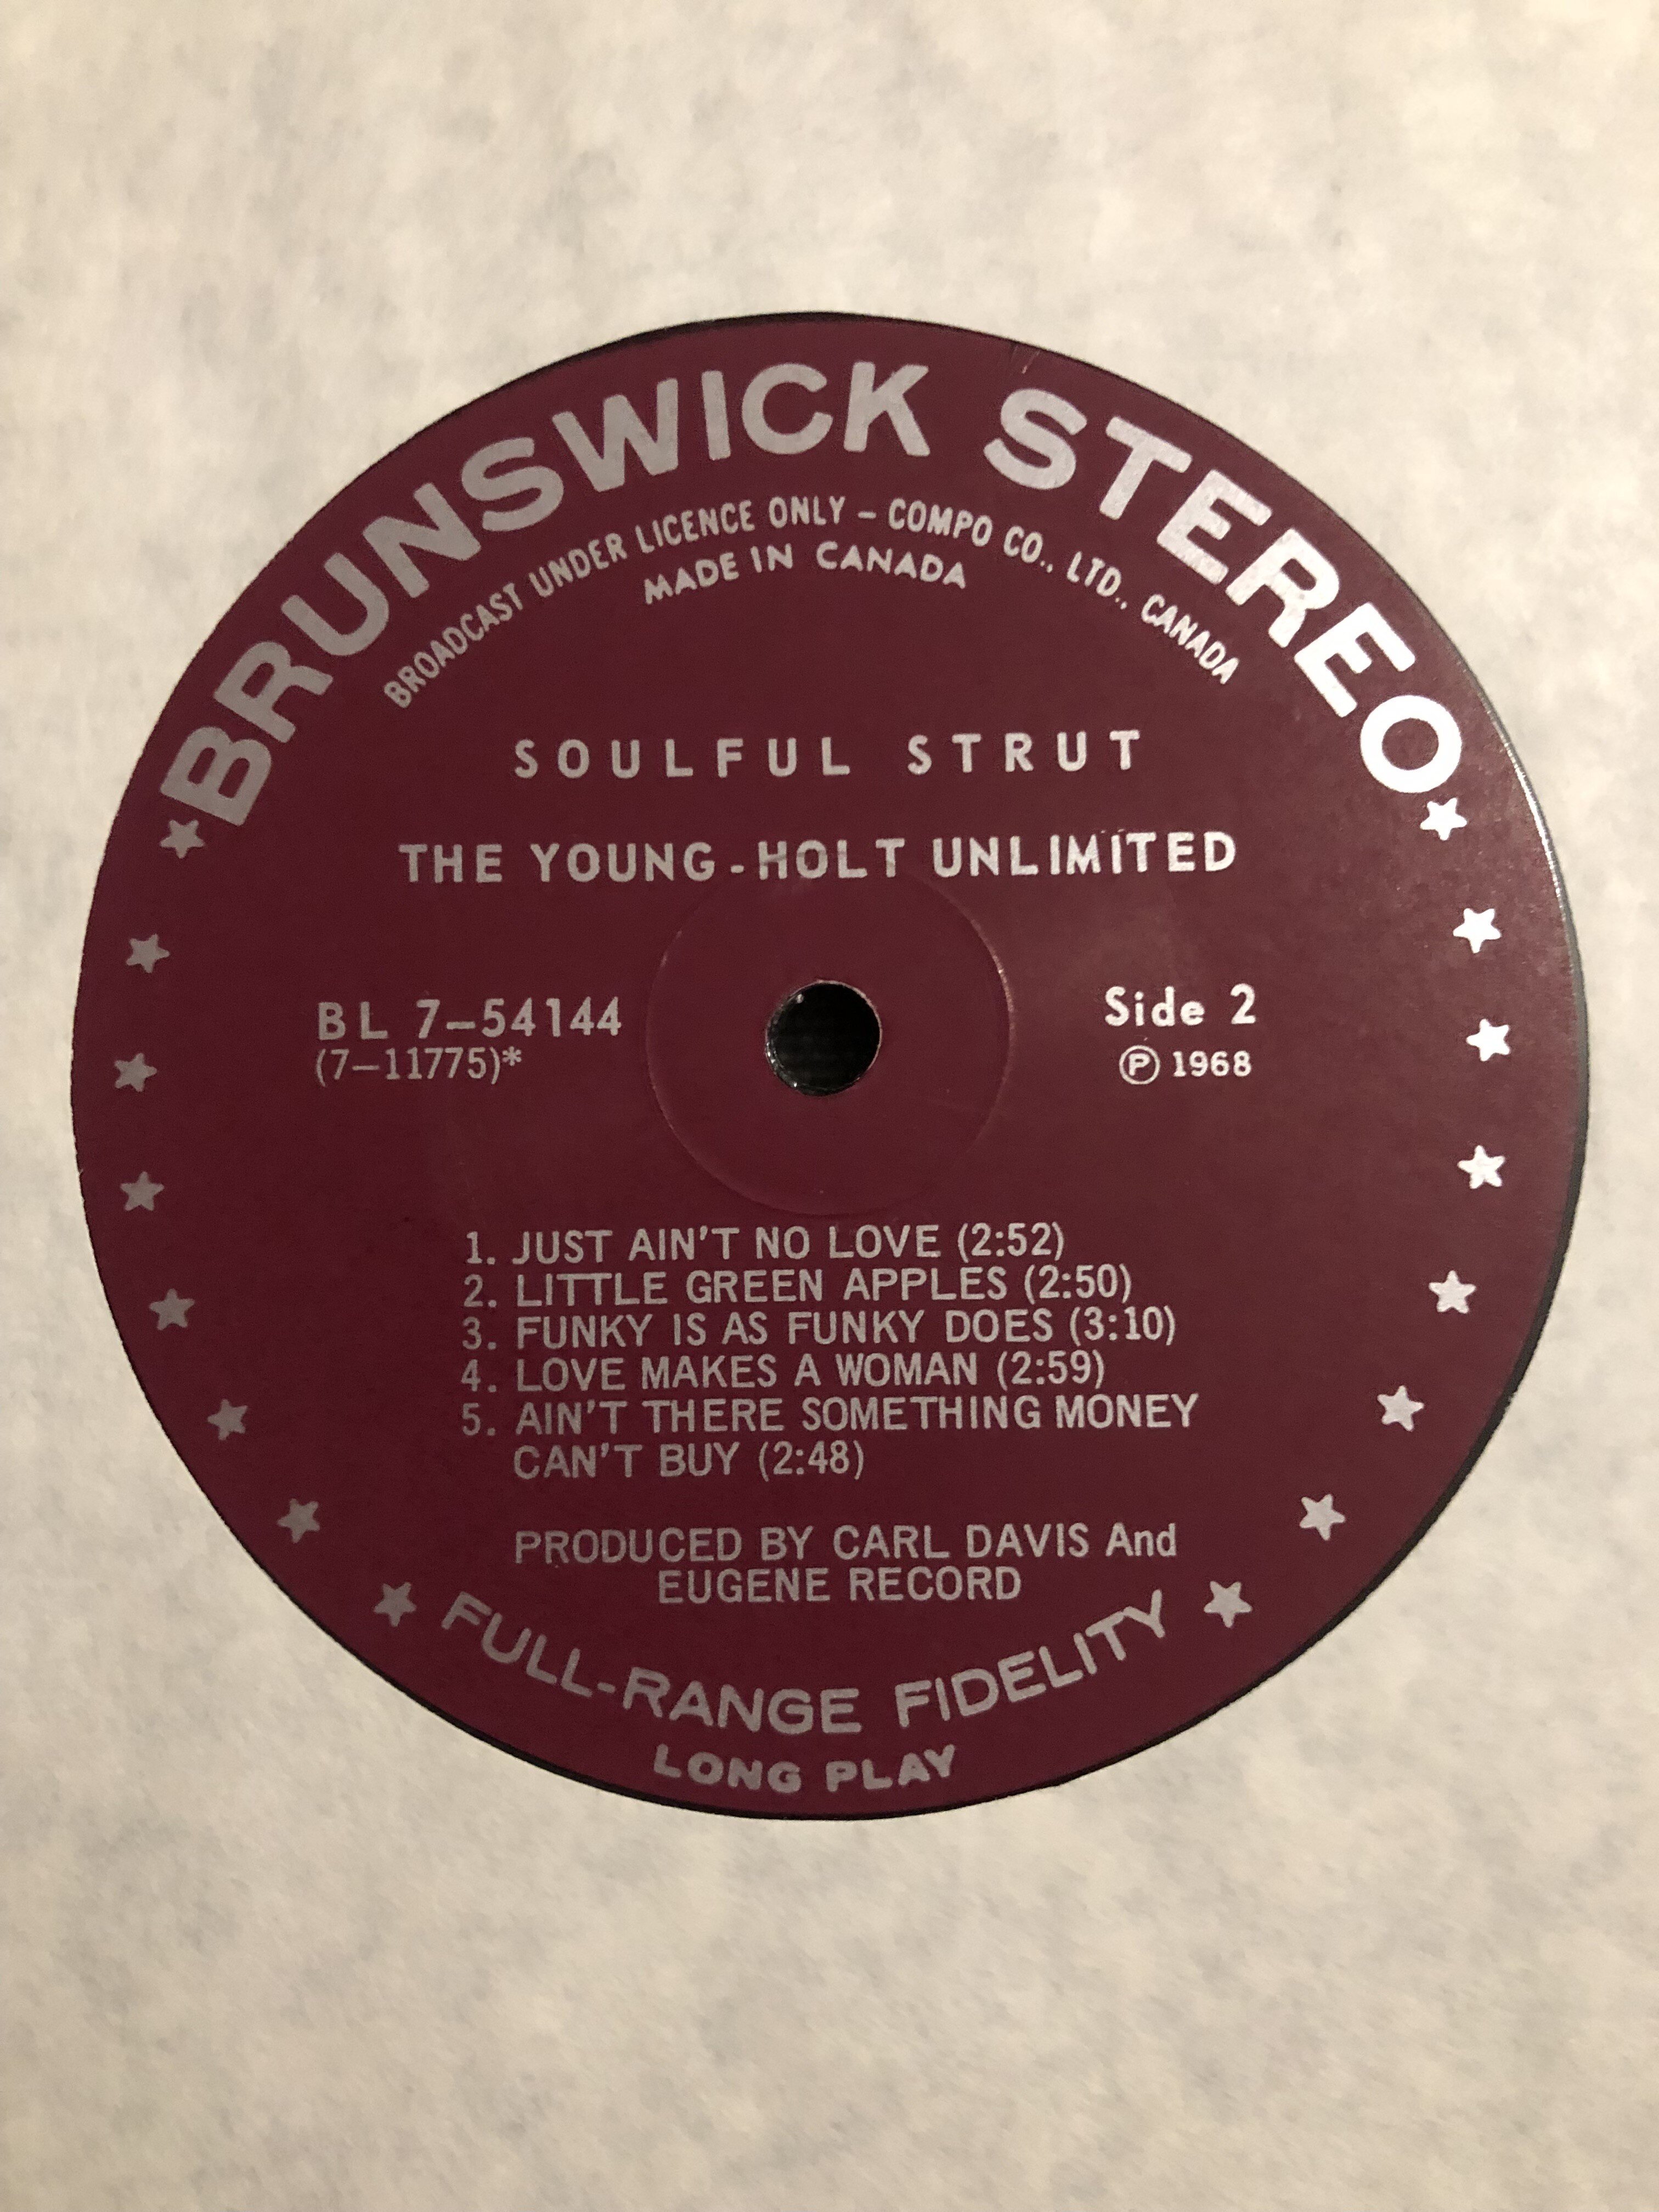 BRUNSWICK STEREO
BROADCAST UNDER LICENCE ONLY – COMPO CO., LTD., CANADA
MADE IN CANADA
SOULFUL STRUT
THE YOUNG-HOLT UNLIMITED
BL 7–54144
(7–11775)*
Side 2
Ⓟ 1968
1. JUST AIN'T NO LOVE (2:52)
2. LITTLE GREEN APPLES (2:50)
3. FUNKY IS AS FUNKY DOES (3:10)
4. LOVE MAKES A WOMAN (2:59)
5. AIN'T THERE SOMETHING MONEY
CAN'T BUY (2:48)
PRODUCED BY CARL DAVIS And
EUGENE RECORD
FULL-RANGE FIDELITY
LONG PLAY